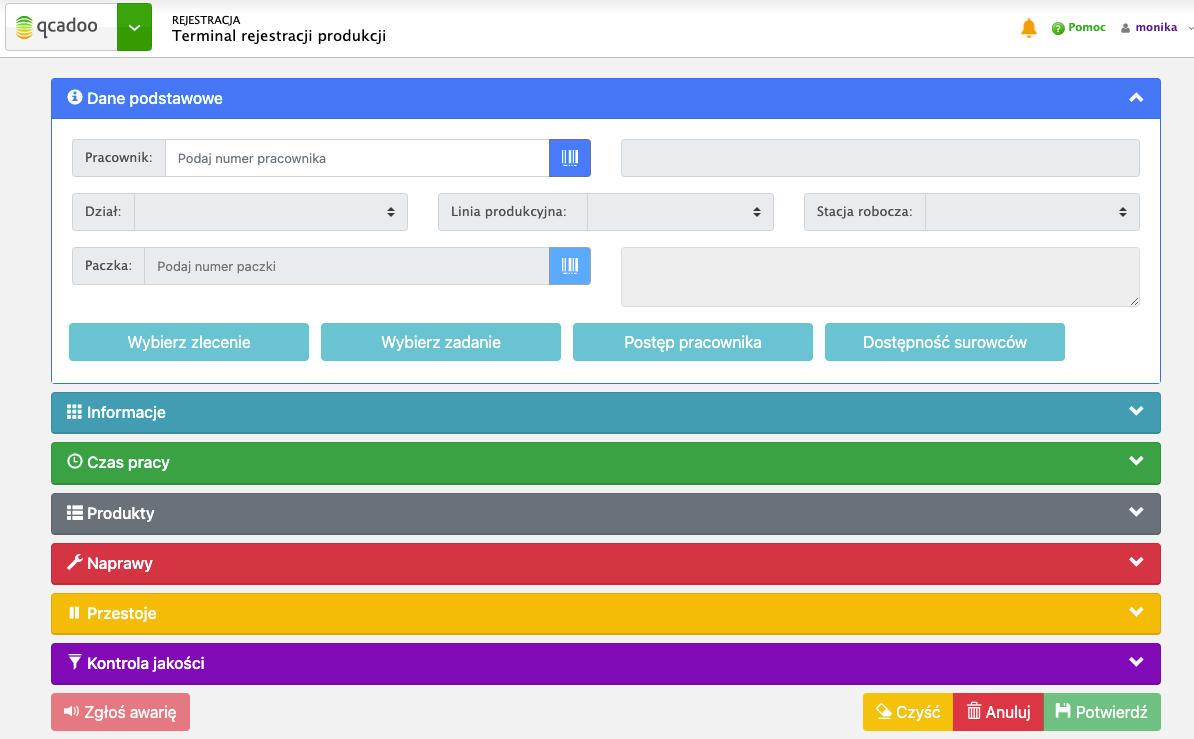 qcadoo
REJESTRACJA
Terminal rejestracji produkcji
Pomoc
monika
Dane podstawowe
Pracownik: Podaj numer pracownika
Dział: Linia produkcyjna: Stacja robocza:
Paczka: Podaj numer paczki
Wybierz zlecenie Wybierz zadanie Postęp pracownika Dostępność surowców
Informacje
Czas pracy
Produkty
Naprawy
Przestoje
Kontrola jakości
Zgłoś awarię Czyść Anuluj Potwierdź